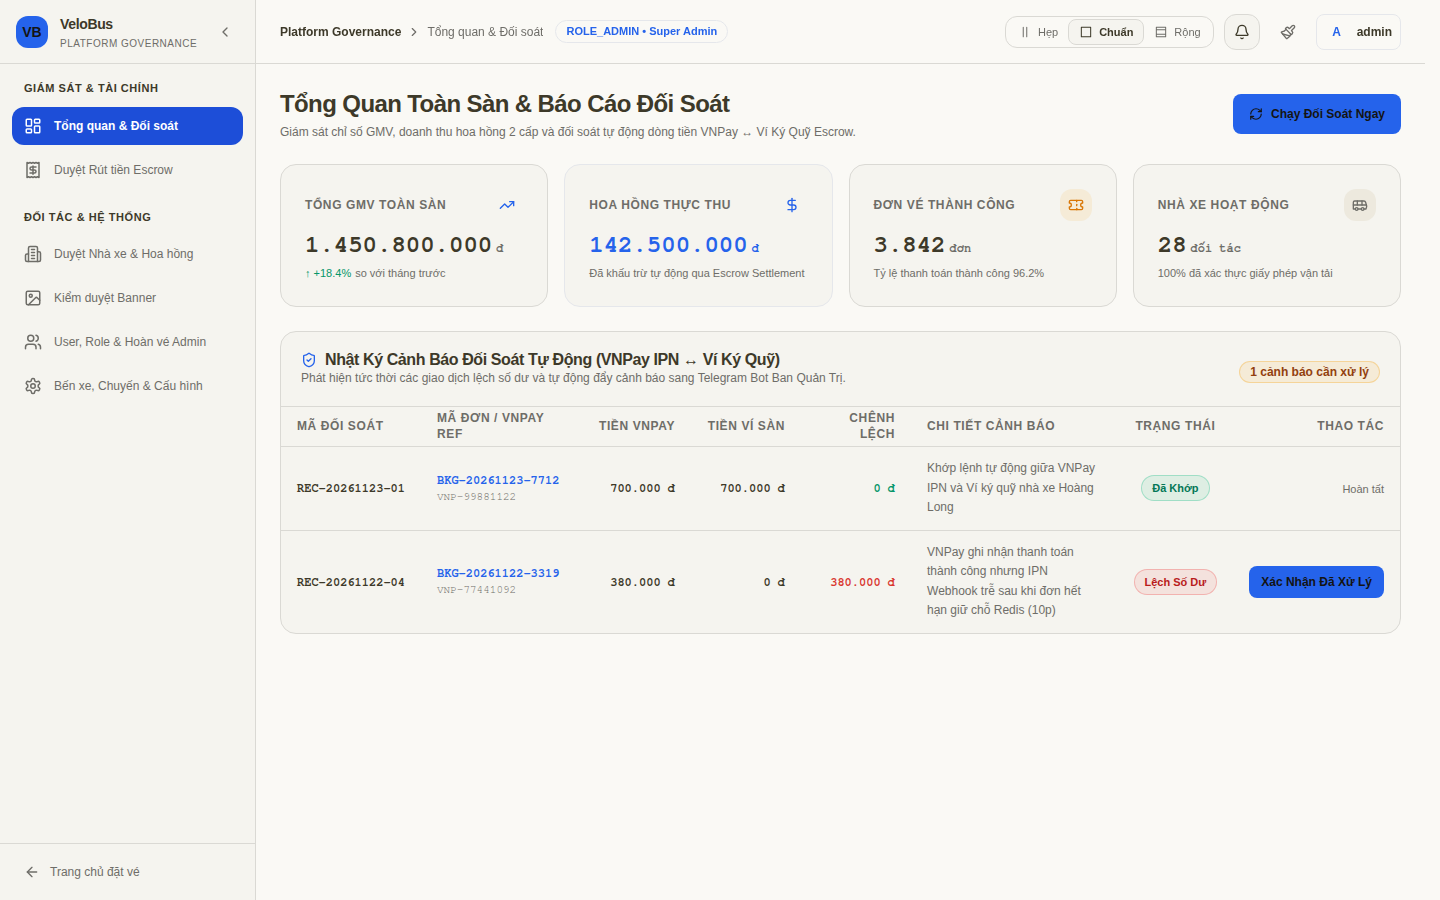 VB
VeloBus
PLATFORM GOVERNANCE
GIÁM SÁT & TÀI CHÍNH
Tổng quan & Đối soát
Duyệt Rút tiền Escrow
ĐỐI TÁC & HỆ THỐNG
Duyệt Nhà xe & Hoa hồng
Kiểm duyệt Banner
User, Role & Hoàn vé Admin
Bến xe, Chuyến & Cấu hình
Trang chủ đặt vé
Platform Governance > Tổng quan & Đối soát
ROLE_ADMIN • Super Admin
Hẹp
Chuẩn
Rộng
A
admin
Tổng Quan Toàn Sàn & Báo Cáo Đối Soát
Giám sát chỉ số GMV, doanh thu hoa hồng 2 cấp và đối soát tự động dòng tiền VNPay ↔ Ví Ký Quỹ Escrow.
Chạy Đối Soát Ngay
TỔNG GMV TOÀN SÀN
1.450.800.000 đ
↑ +18.4% so với tháng trước
HOA HỒNG THỰC THU
142.500.000 đ
Đã khấu trừ tự động qua Escrow Settlement
ĐƠN VÉ THÀNH CÔNG
3.842 đơn
Tỷ lệ thanh toán thành công 96.2%
NHÀ XE HOẠT ĐỘNG
28 đối tác
100% đã xác thực giấy phép vận tải
Nhật Ký Cảnh Báo Đối Soát Tự Động (VNPay IPN ↔ Ví Ký Quỹ)
Phát hiện tức thời các giao dịch lệch số dư và tự động đẩy cảnh báo sang Telegram Bot Ban Quản Trị.
1 cảnh báo cần xử lý
MÃ ĐỐI SOÁT
MÃ ĐƠN / VNPAY
REF
TIỀN VNPAY
TIỀN VÍ SÀN
CHÊNH
LỆCH
CHI TIẾT CẢNH BÁO
TRẠNG THÁI
THAO TÁC
REC-20261123-01
BKG-20261123-7712
VNP-99881122
700.000 đ
700.000 đ
0 đ
Khớp lệnh tự động giữa VNPay
IPN và Ví ký quỹ nhà xe Hoàng
Long
Đã Khớp
Hoàn tất
REC-20261122-04
BKG-20261122-3319
VNP-77441092
380.000 đ
0 đ
380.000 đ
VNPay ghi nhận thanh toán
thành công nhưng IPN
Webhook trễ sau khi đơn hết
hạn giữ chỗ Redis (10p)
Lệch Số Dư
Xác Nhận Đã Xử Lý